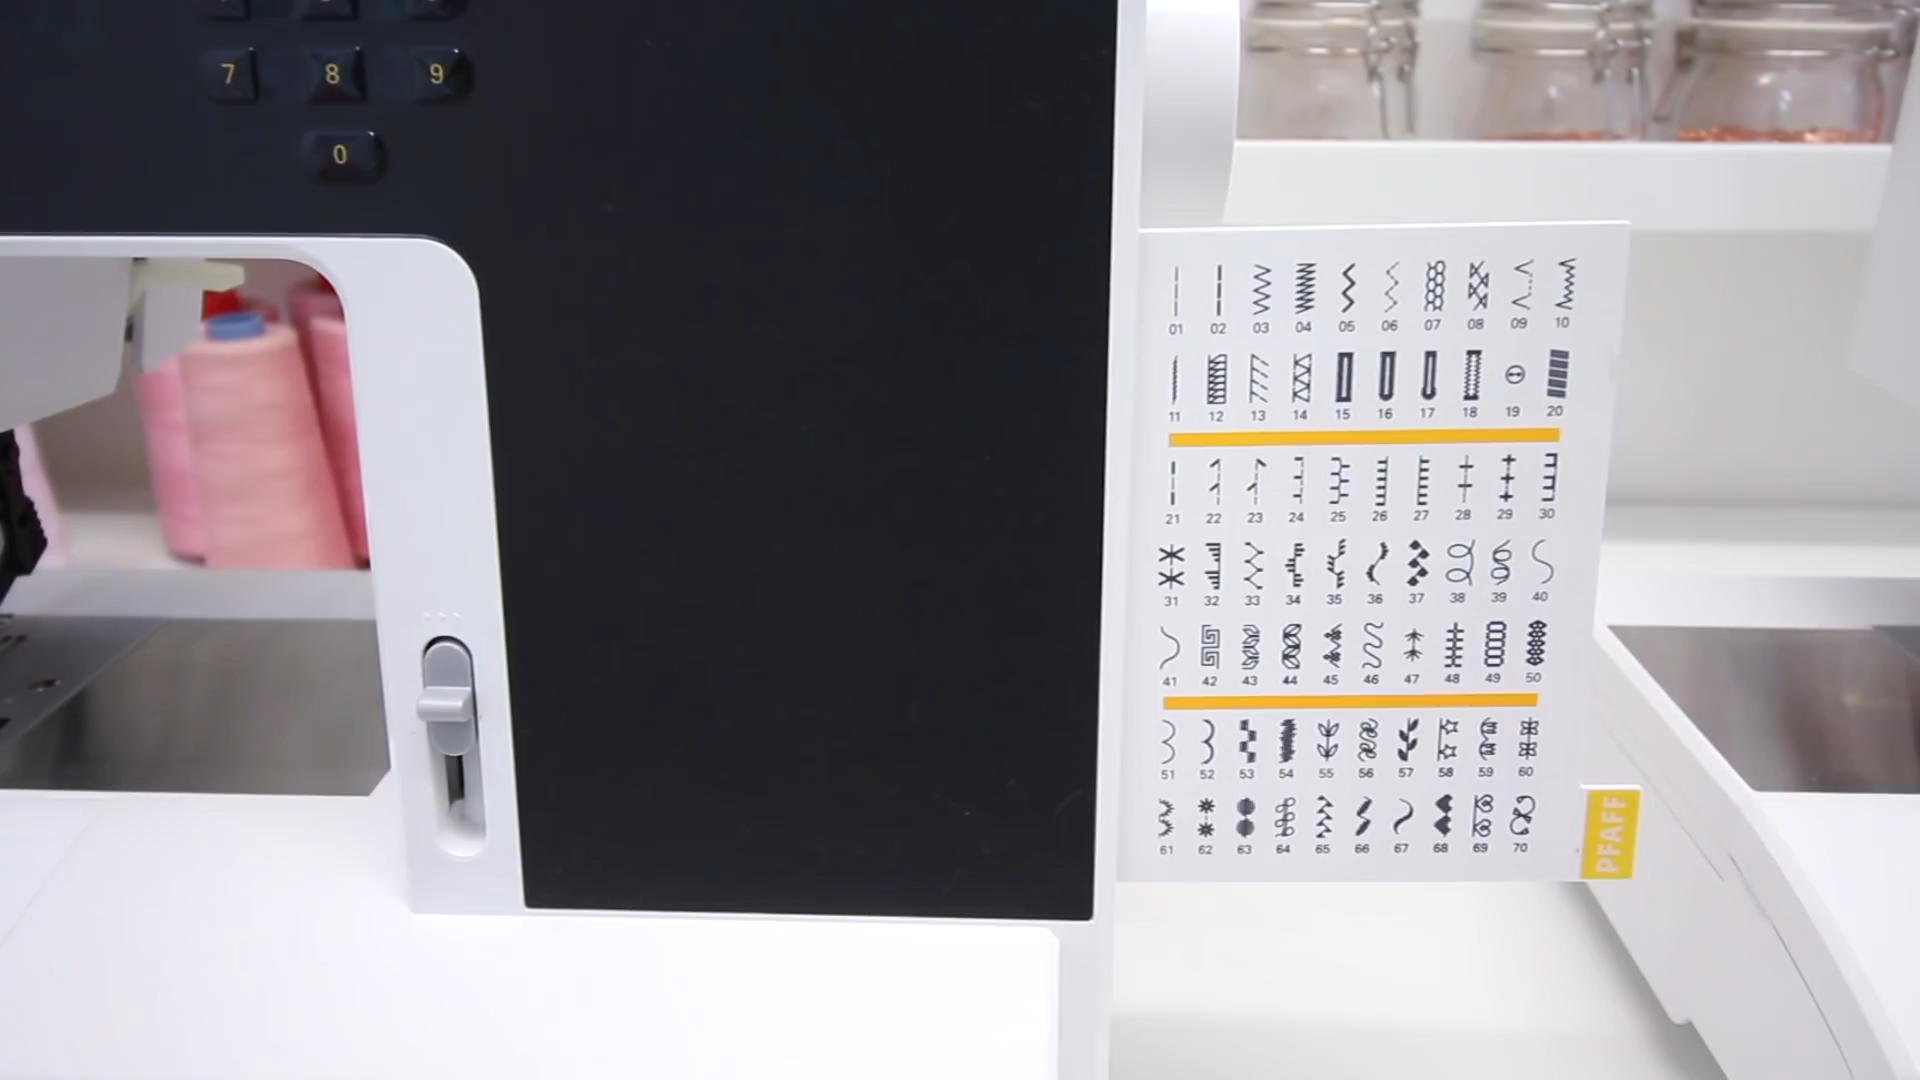 7 8 9
0
01 02 03 04 05 06 07 08 09 10
11 12 13 14 15 16 17 18 19 20
21 22 23 24 25 26 27 28 29 30
31 32 33 34 35 36 37 38 39 40
41 42 43 44 45 46 47 48 49 50
51 52 53 54 55 56 57 58 59 60
61 62 63 64 65 66 67 68 69 70
PFAFF